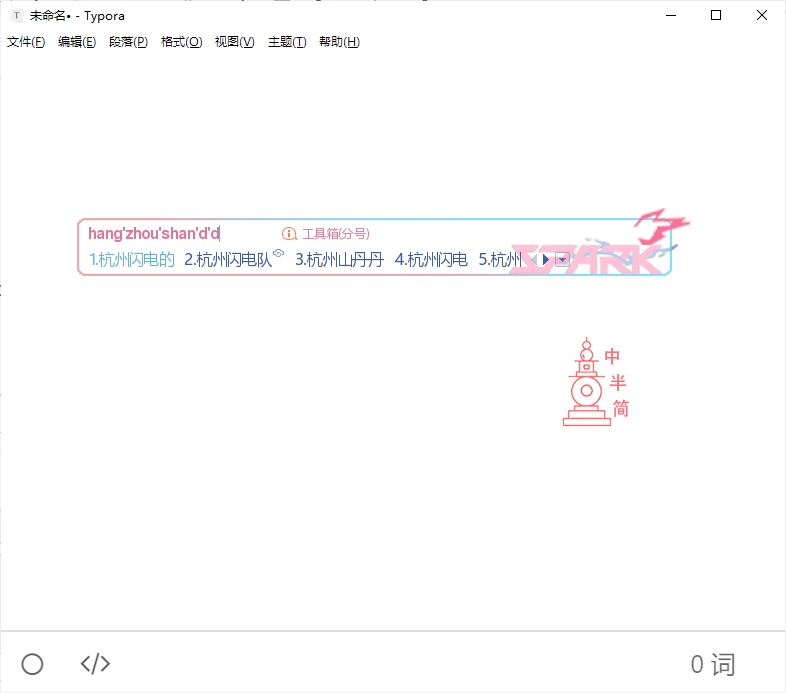 未命名• - Typora
文件(F) 编辑(E) 段落(P) 格式(O) 视图(V) 主题(T) 帮助(H)
hang'zhou'shan'd'd 工具箱(分号)
1.杭州闪电的 2.杭州闪电队 3.杭州山丹丹 4.杭州闪电 5.杭州
SPARK
中
半
简
</> 0 词